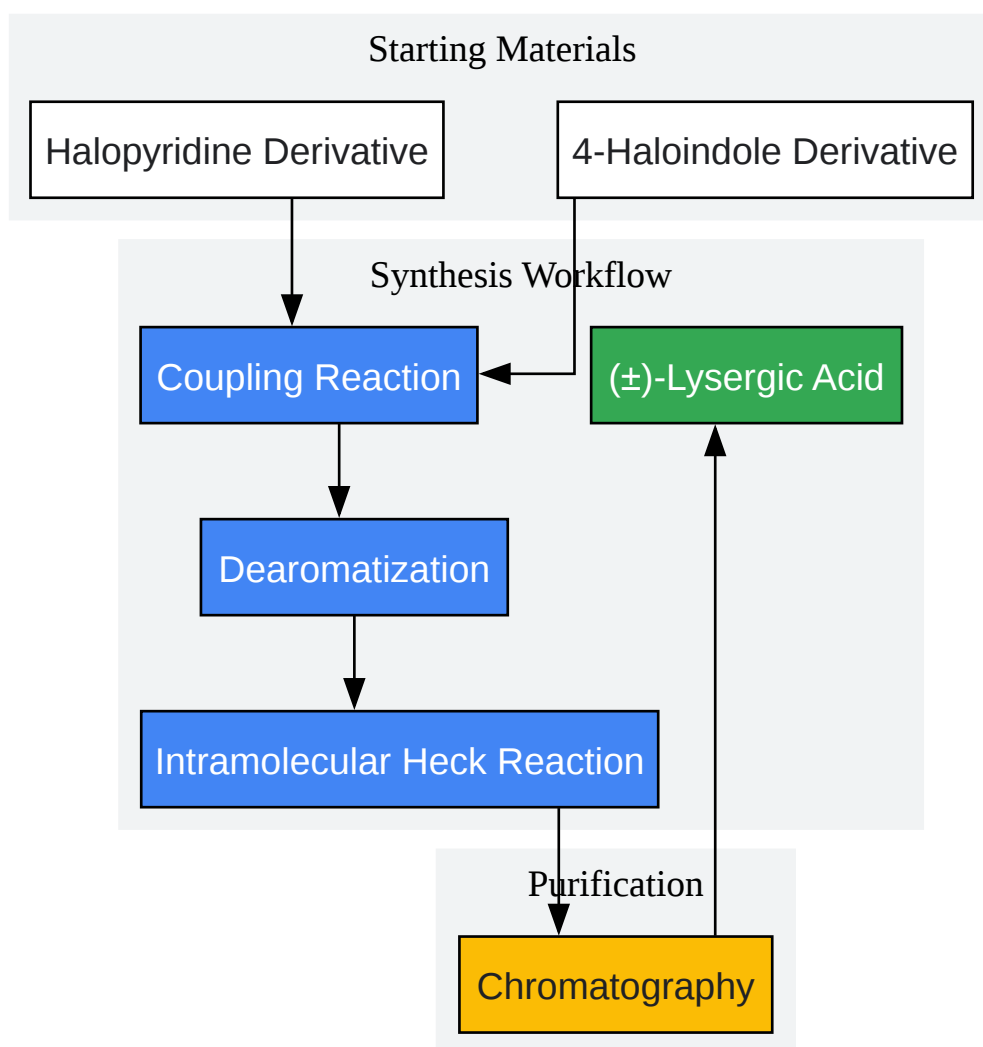 Starting Materials
Halopyridine Derivative
4-Haloindole Derivative
Synthesis Workflow
Coupling Reaction
(±)-Lysergic Acid
Dearomatization
Intramolecular Heck Reaction
Purification
Chromatography